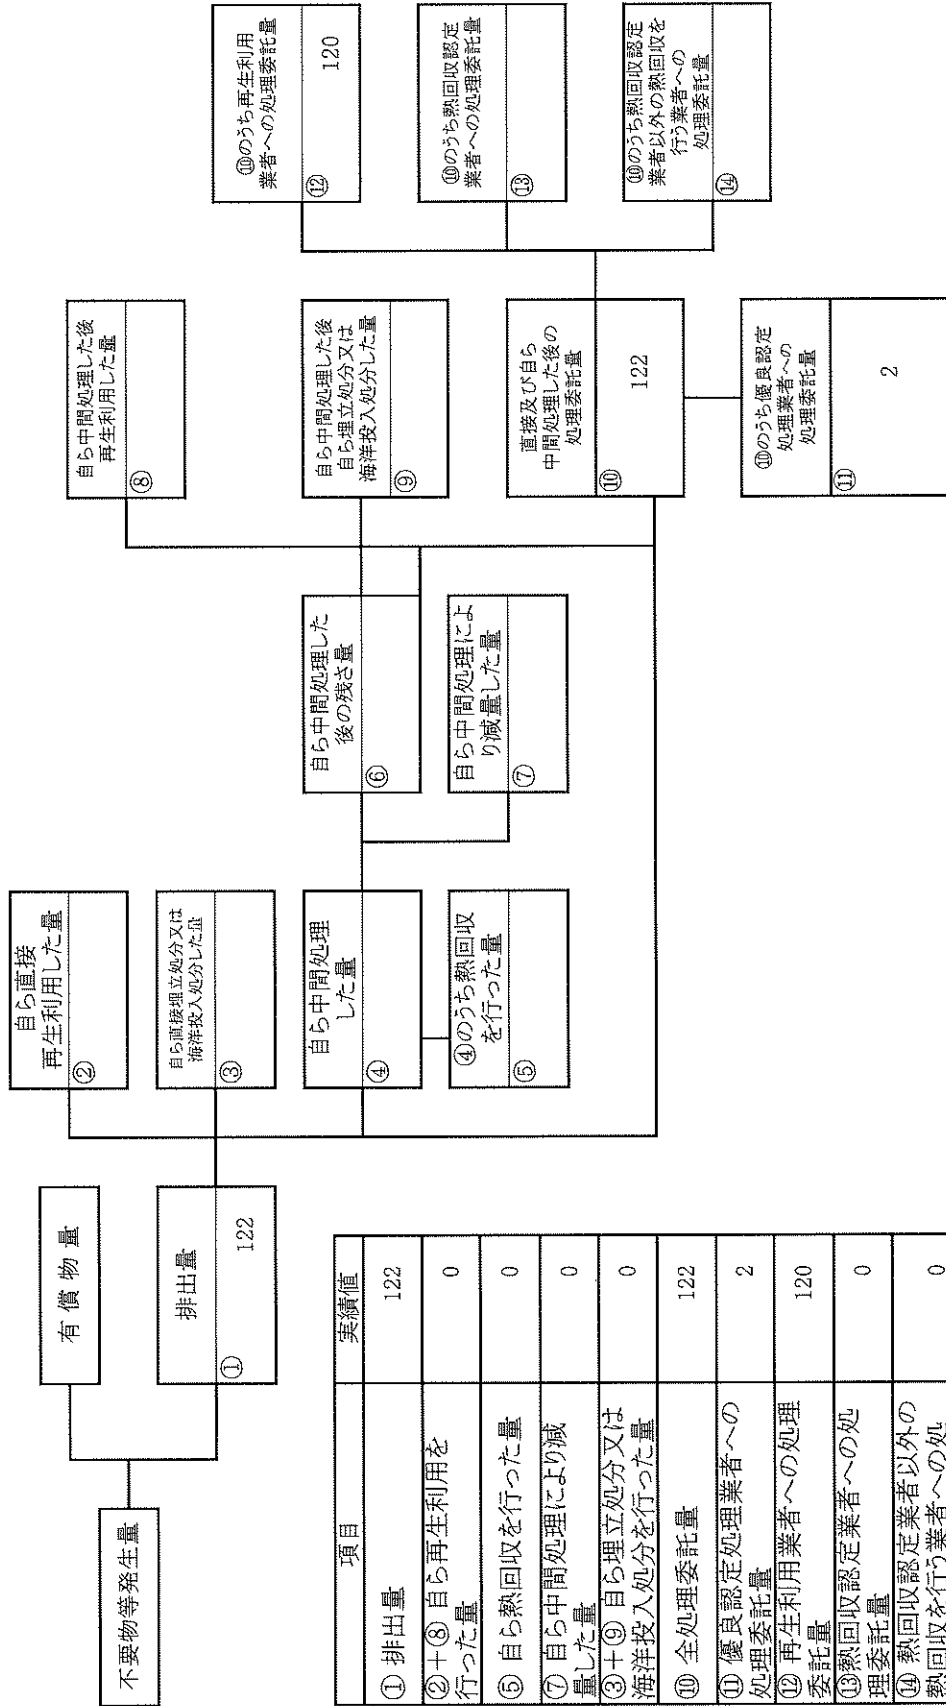 不要物等発生量
有償物量
排出量
①
122
自ら直接
再生利用した量
②
自ら直接埋立処分又は
海洋投入処分した量
③
自ら中間処理
した量
④
④のうち熱回収
を行った量
⑤
自ら中間処理した
後の残さ量
⑥
自ら中間処理によ
り減量した量
⑦
自ら中間処理した後
再生利用した量
⑧
自ら中間処理した後
自ら埋立処分又は
海洋投入処分した量
⑨
直接及び自ら
中間処理した後の
処理委託量
⑩
122
⑩のうち優良認定
処理業者への
処理委託量
⑪
2
⑩のうち再生利用
業者への処理委託量
⑫
120
⑩のうち熱回収認定
業者への処理委託量
⑬
⑩のうち熱回収認定
業者以外の熱回収を
行う業者への
処理委託量
⑭
項目 実績値
① 排出量 122
②+⑧ 自ら再生利用を
行った量 0
⑤ 自ら熱回収を行った量 0
⑦ 自ら中間処理により減
量した量 0
③+⑨ 自ら埋立処分又は
海洋投入処分を行った量 0
⑩ 全処理委託量 122
⑪ 優良認定処理業者への
処理委託量 2
⑫ 再生利用業者への処理
委託量 120
⑬熱回収認定業者への処
理委託量 0
⑭ 熱回収認定業者以外の
熱回収を行う業者への処 0